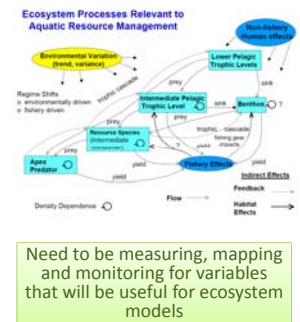 Ecosystem Processes Relevant to
Aquatic Resource Management
Non-fishery
Human effects
Environmental Variation
(trend, variance)
Lower Pelagic
Trophic Levels
trophic cascade
prey
sink
Regime Shifts
o environmentally driven
o fishery driven
Intermediate Pelagic
Trophic Level
sink
Benthos
?
prey
prey
Resource Species
(intermediate
consumer)
trophic cascade
fishing gear
impacts
prey
?
yield
Apex
Predator
yield
Fishery Effects
yield
yield
Indirect Effects
Feedback
Flow
Habitat
Effects
Density Dependence
Need to be measuring, mapping
and monitoring for variables
that will be useful for ecosystem
models